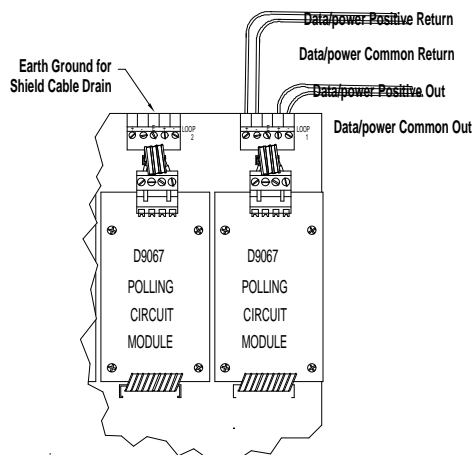 Data/power Positive Return
Data/power Common Return
Earth Ground for
Shield Cable Drain
Data/power Positive Out
Data/power Common Out
LOOP
2
LOOP
1
D9067
POLLING
CIRCUIT
MODULE
D9067
POLLING
CIRCUIT
MODULE